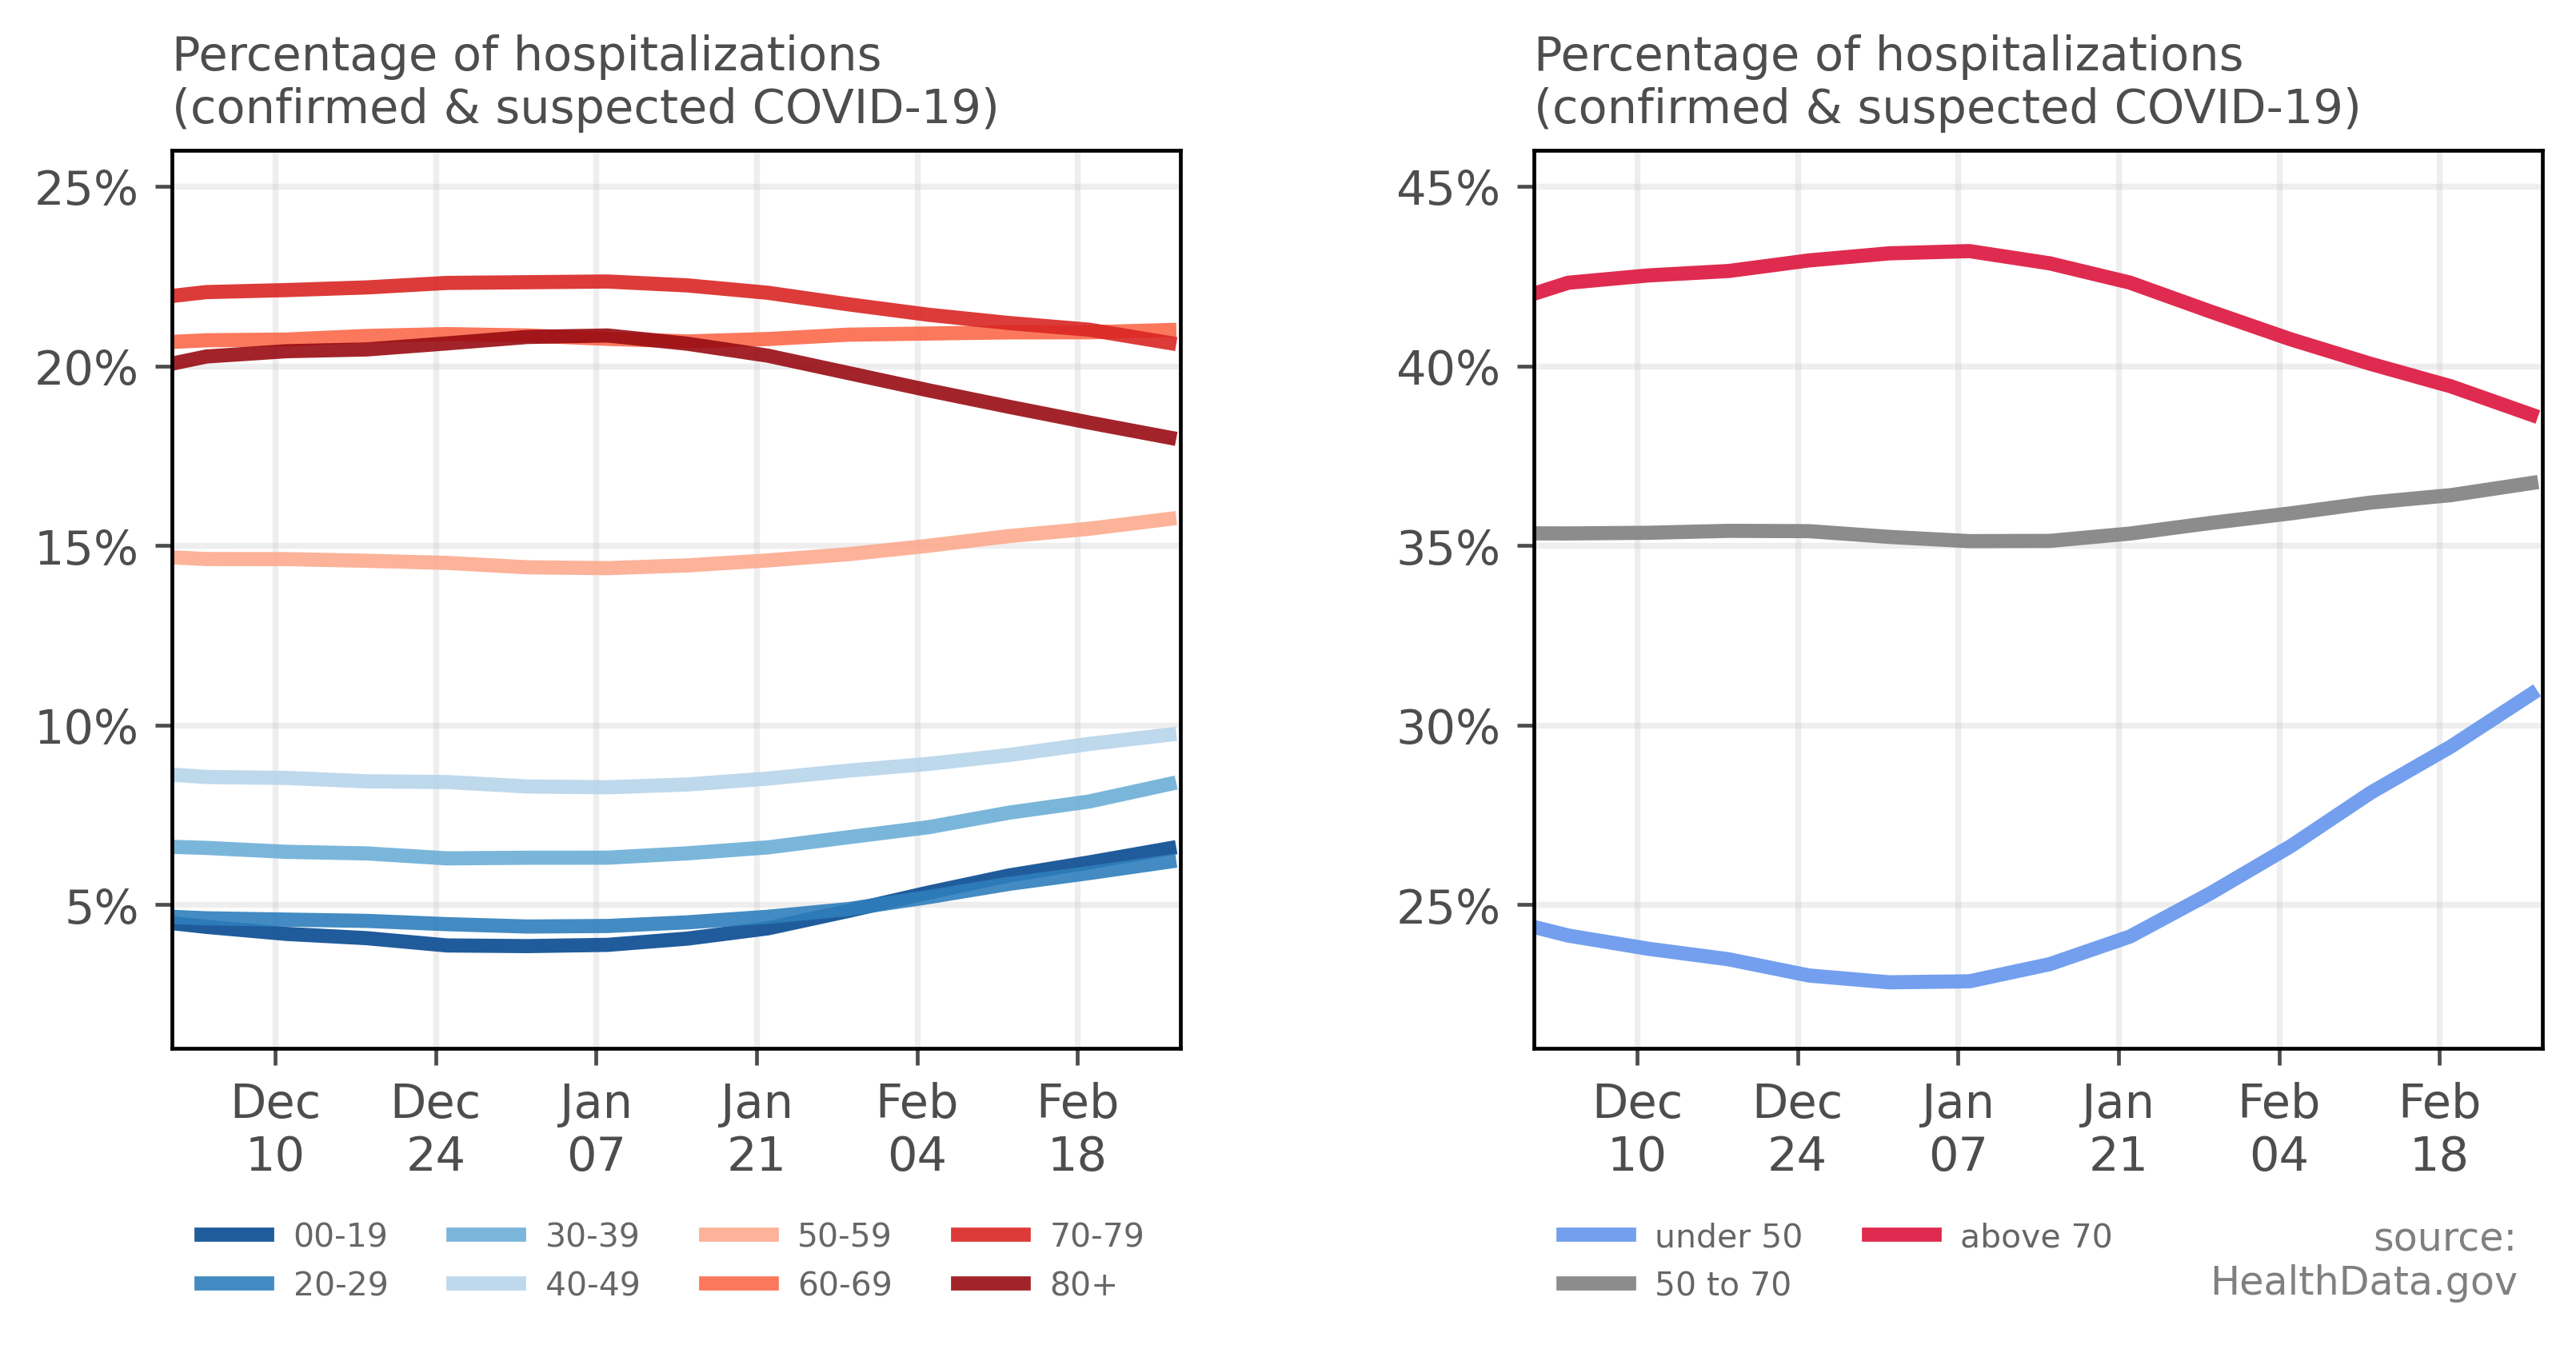 Percentage of hospitalizations
(confirmed & suspected COVID-19)
25%
20%
15%
10%
5%
Dec
10
Dec
24
Jan
07
Jan
21
Feb
04
Feb
18
00-19
20-29
30-39
40-49
50-59
60-69
70-79
80+
Percentage of hospitalizations
(confirmed & suspected COVID-19)
45%
40%
35%
30%
25%
Dec
10
Dec
24
Jan
07
Jan
21
Feb
04
Feb
18
under 50
50 to 70
above 70
source:
HealthData.gov